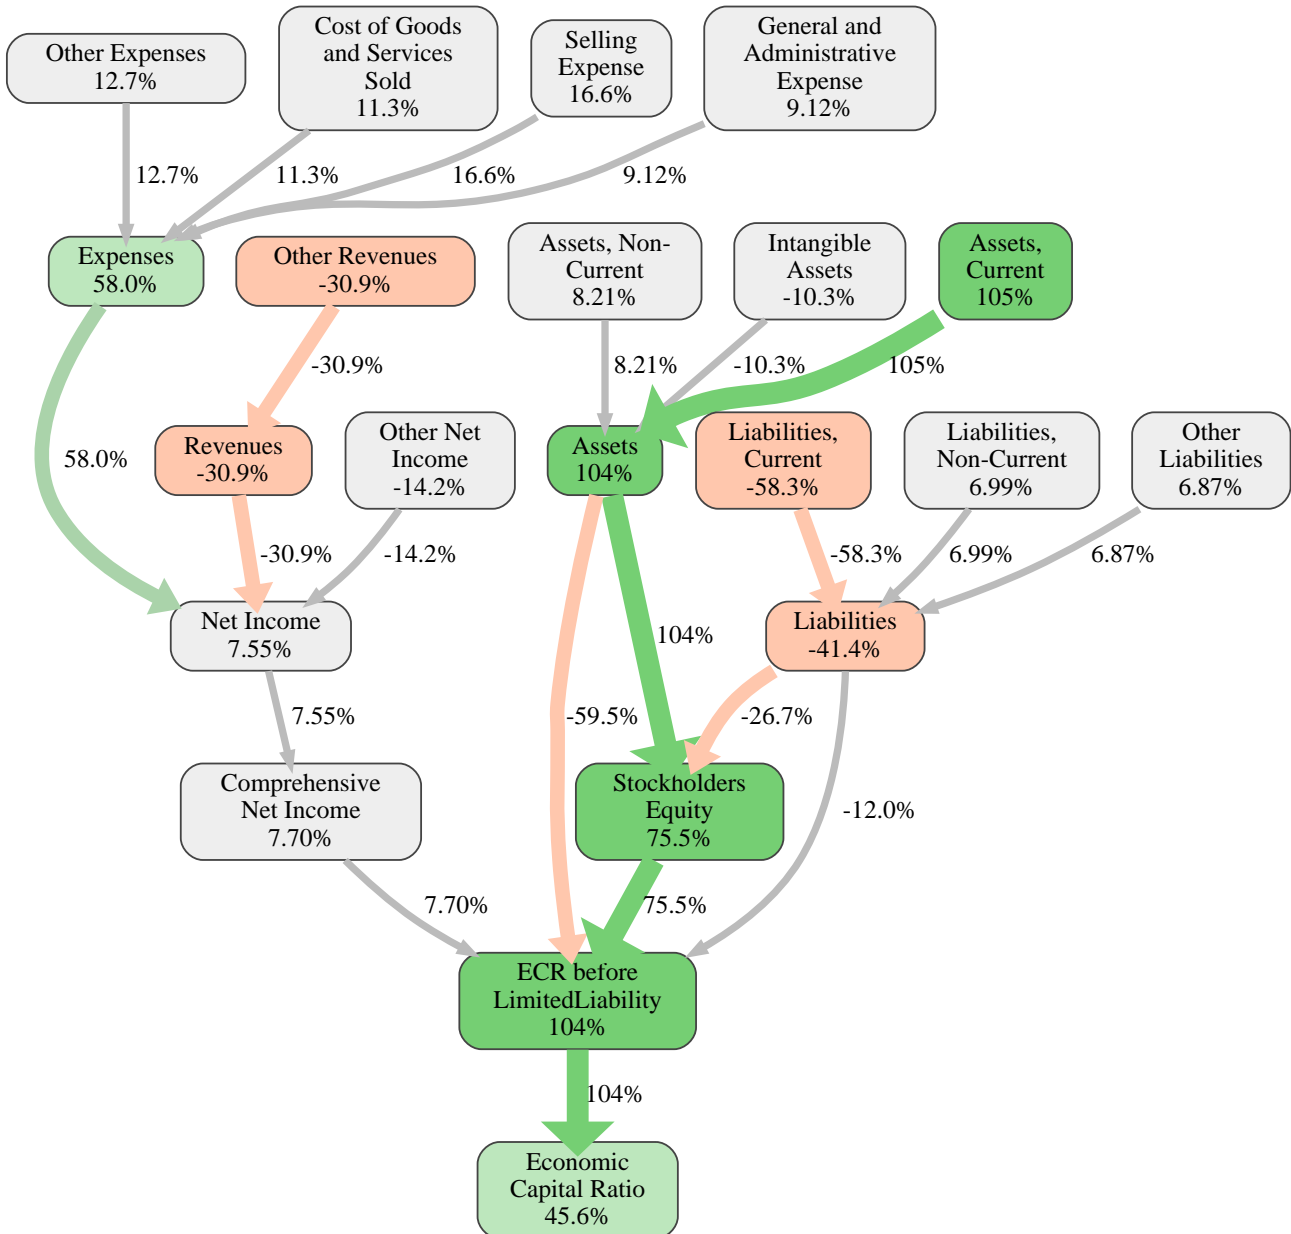 Other Expenses
12.7%
Cost of Goods
and Services
Sold
11.3%
Selling
Expense
16.6%
General and
Administrative
Expense
9.12%
12.7%
11.3%
16.6%
9.12%
Expenses
58.0%
Other Revenues
-30.9%
Assets, Non-
Current
8.21%
Intangible
Assets
-10.3%
Assets,
Current
105%
-30.9%
8.21%
-10.3%
105%
58.0%
Revenues
-30.9%
Other Net
Income
-14.2%
Assets
104%
Liabilities,
Current
-58.3%
Liabilities,
Non-Current
6.99%
Other
Liabilities
6.87%
-30.9%
-14.2%
-58.3%
6.99%
6.87%
Net Income
7.55%
104%
Liabilities
-41.4%
7.55%
-59.5%
-26.7%
Comprehensive
Net Income
7.70%
Stockholders
Equity
75.5%
-12.0%
7.70%
75.5%
ECR before
LimitedLiability
104%
104%
Economic
Capital Ratio
45.6%